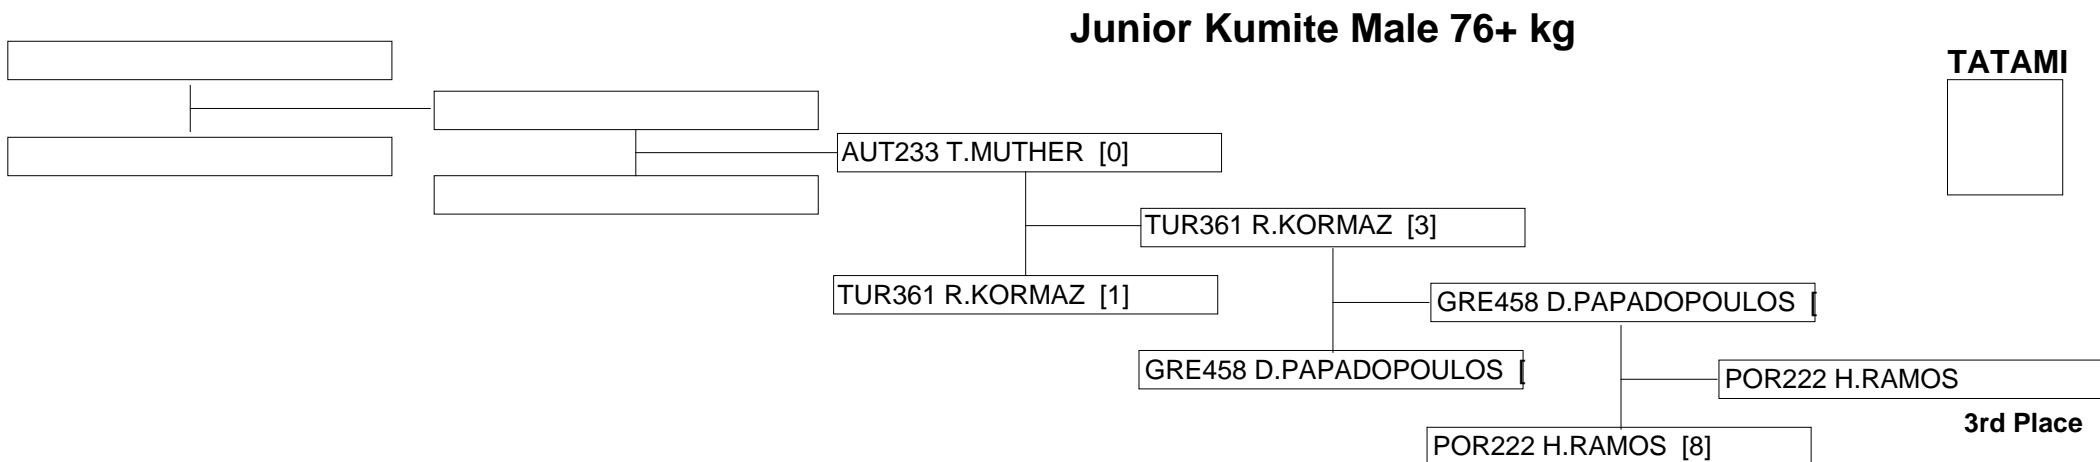 Junior Kumite Male 76+ kg
TATAMI
AUT233 T.MUTHER [0]
TUR361 R.KORMAZ [3]
TUR361 R.KORMAZ [1]
GRE458 D.PAPADOPOULOS [
GRE458 D.PAPADOPOULOS [
POR222 H.RAMOS
3rd Place
POR222 H.RAMOS [8]